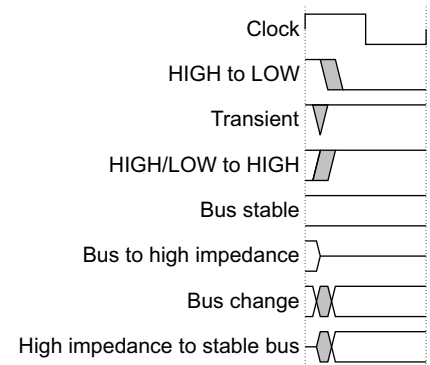 Clock
HIGH to LOW
Transient
HIGH/LOW to HIGH
Bus stable
Bus to high impedance
Bus change
High impedance to stable bus